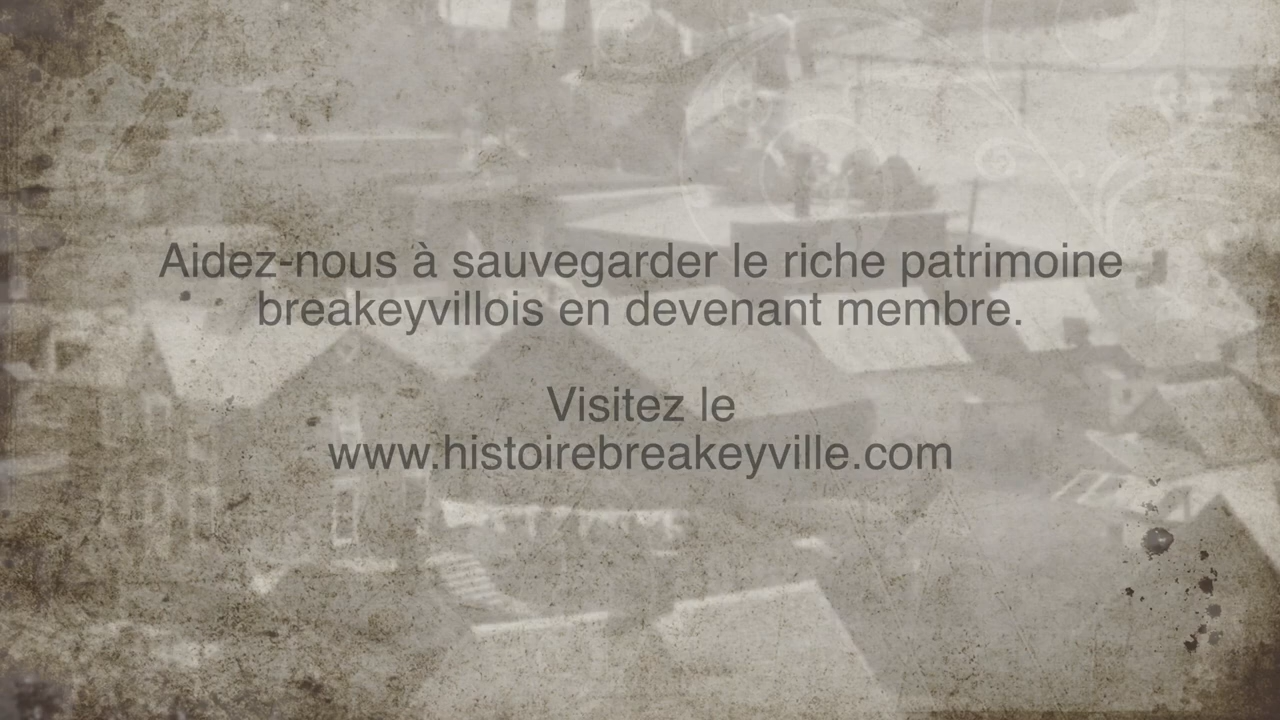 Aidez-nous à sauvegarder le riche patrimoine
breakeyvillois en devenant membre.
Visitez le
www.histoirebreakeyville.com